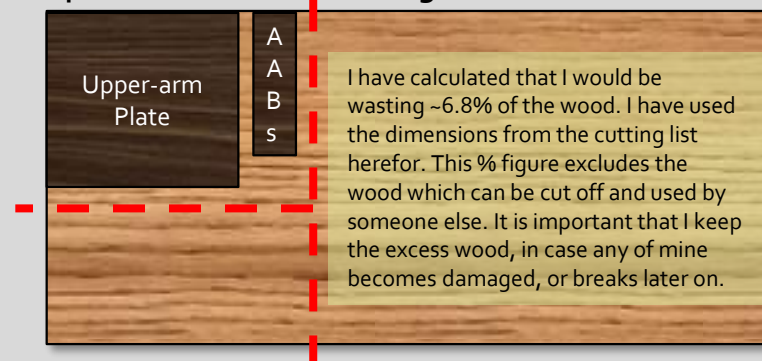 Upper-arm
Plate
A
A
B
s
I have calculated that I would be
wasting ~6.8% of the wood. I have used
the dimensions from the cutting list
herefor. This % figure excludes the
wood which can be cut off and used by
someone else. It is important that I keep
the excess wood, in case any of mine
becomes damaged, or breaks later on.